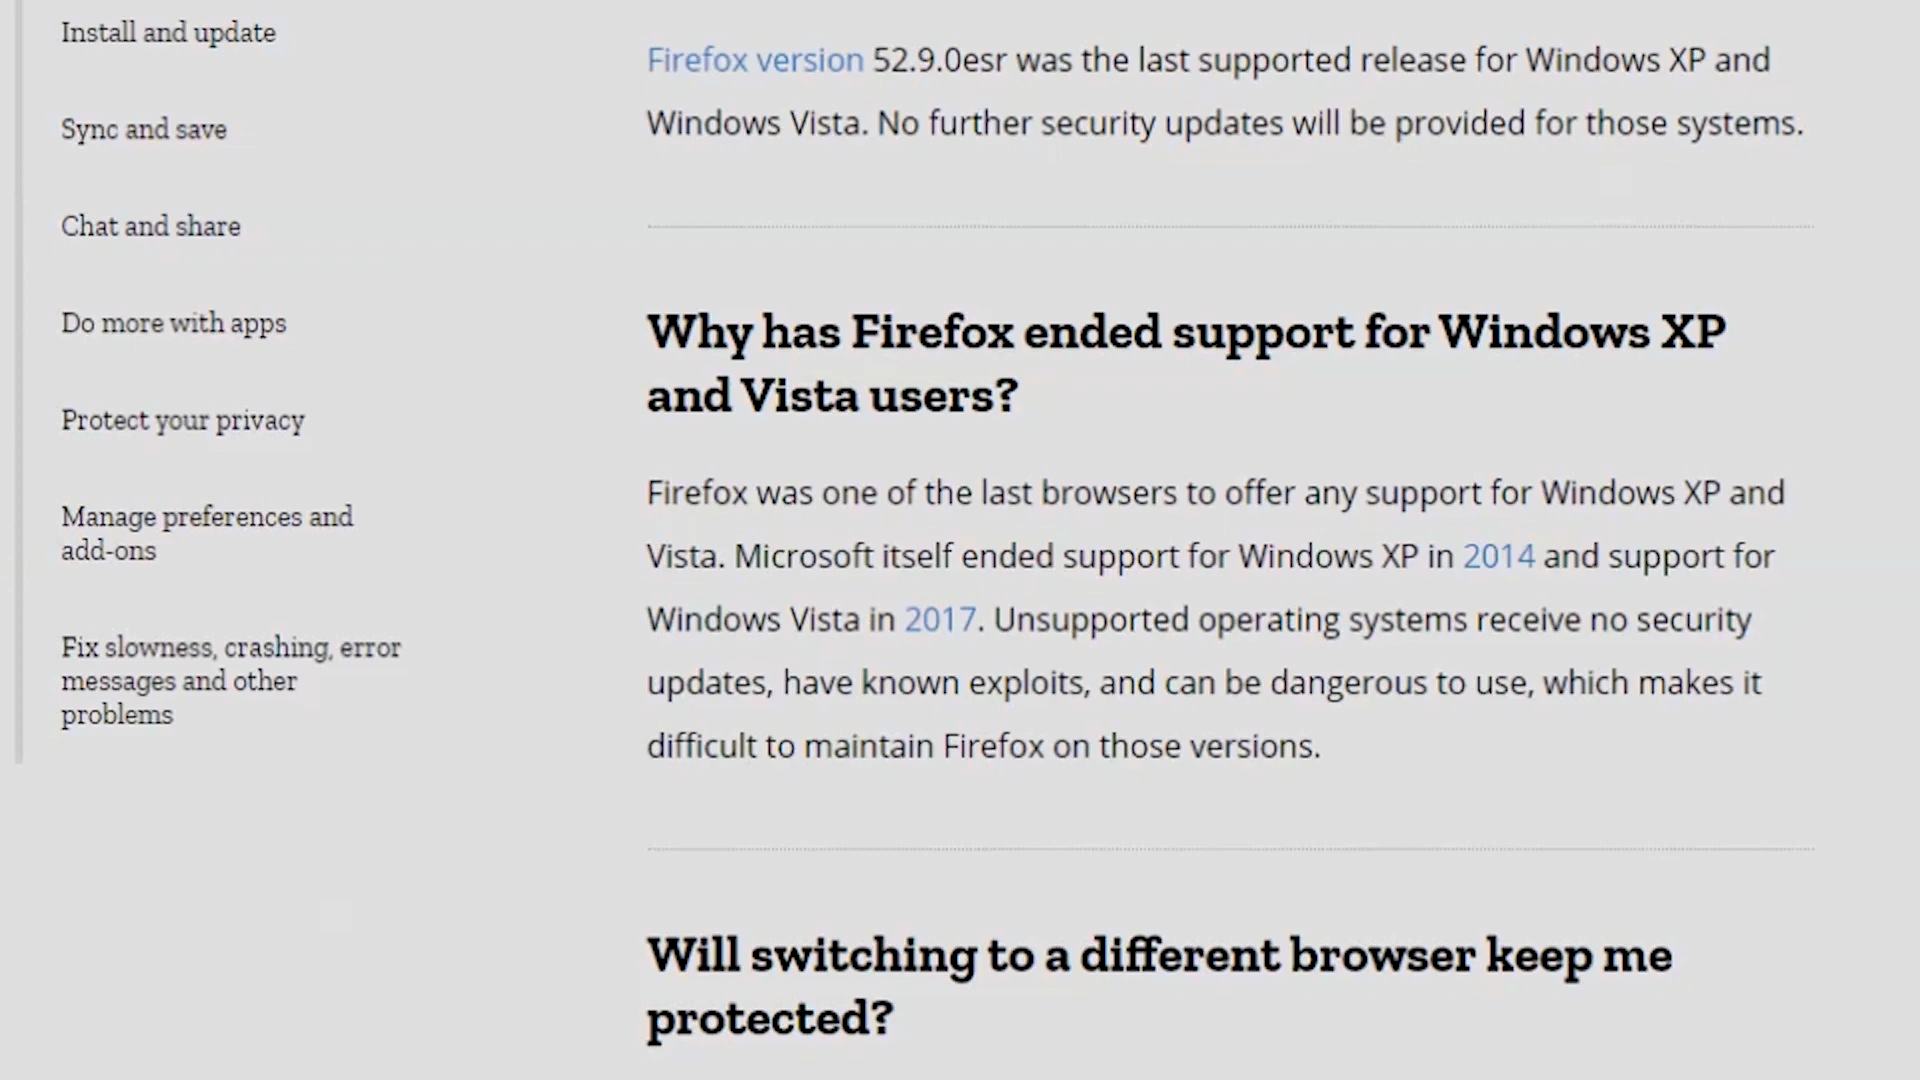 Install and update
Sync and save
Chat and share
Do more with apps
Protect your privacy
Manage preferences and
add-ons
Fix slowness, crashing, error
messages and other
problems
Firefox version 52.9.0esr was the last supported release for Windows XP and
Windows Vista. No further security updates will be provided for those systems.
Why has Firefox ended support for Windows XP
and Vista users?
Firefox was one of the last browsers to offer any support for Windows XP and
Vista. Microsoft itself ended support for Windows XP in 2014 and support for
Windows Vista in 2017. Unsupported operating systems receive no security
updates, have known exploits, and can be dangerous to use, which makes it
difficult to maintain Firefox on those versions.
Will switching to a different browser keep me
protected?